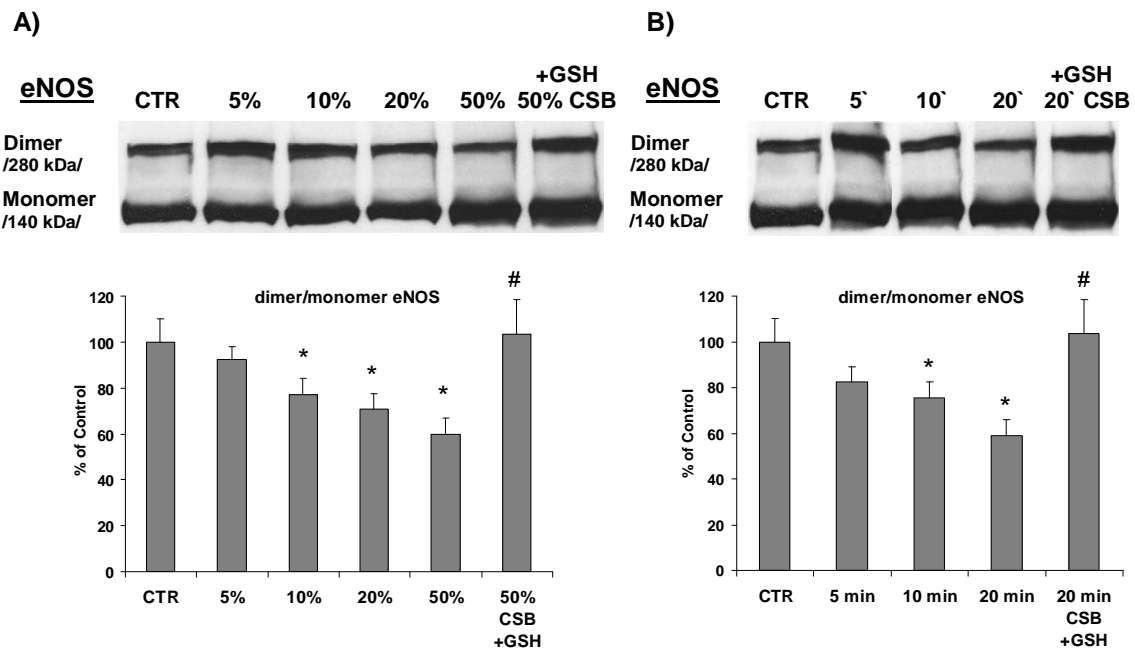 A)
eNOS
CTR 5% 10% 20% 50% +GSH 50% CSB
Dimer
/280 kDa/
Monomer
/140 kDa/
dimer/monomer eNOS
% of Control
120
100
80
60
40
20
0
* * * #
CTR 5% 10% 20% 50% 50% CSB +GSH
B)
eNOS
CTR 5` 10` 20` +GSH 20` CSB
Dimer
/280 kDa/
Monomer
/140 kDa/
dimer/monomer eNOS
% of Control
120
100
80
60
40
20
0
* * #
CTR 5 min 10 min 20 min 20 min CSB +GSH